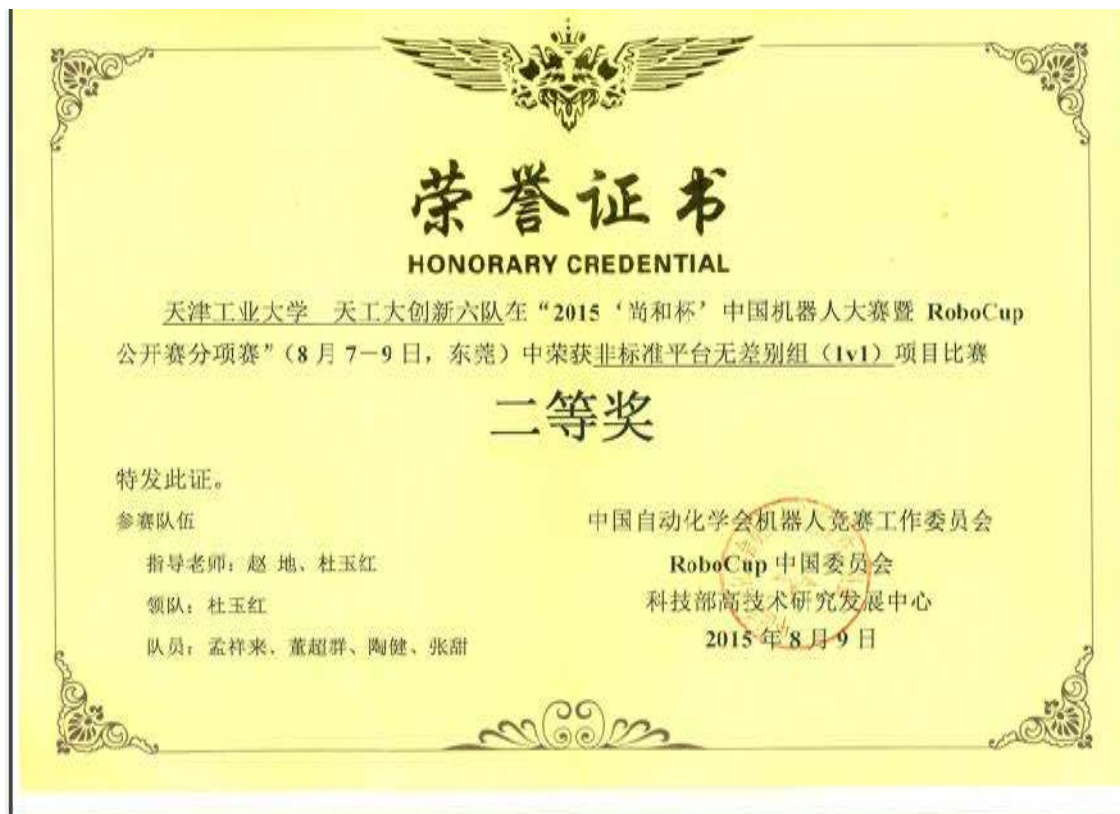 荣誉证书
HONORARY CREDENTIAL
天津工业大学 天工大创新六队在“2015‘尚和杯’中国机器人大赛暨 RoboCup
公开赛分项赛”(8月7-9日,东莞)中荣获非标准平台无差别组(1v1)项目比赛
二等奖
特发此证。
参赛队伍
指导老师:赵 地、杜玉红
领队:杜玉红
队员:孟祥来、董超群、陶健、张甜
中国自动化学会机器人竞赛工作委员会
RoboCup 中国委员会
科技部高技术研究发展中心
2015年8月9日